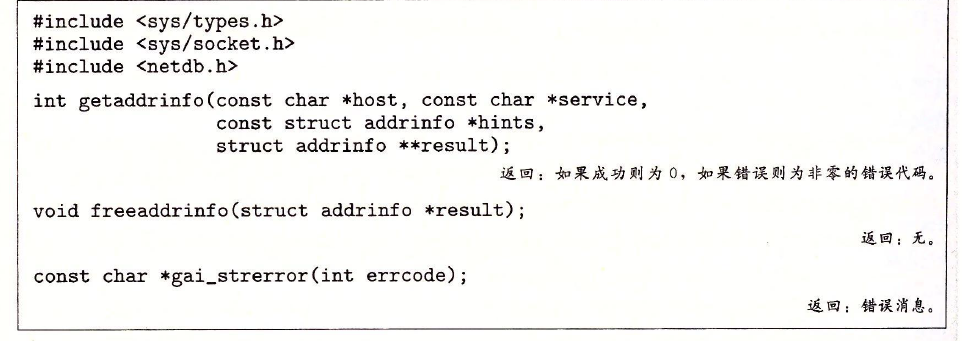 #include <sys/types.h>
#include <sys/socket.h>
#include <netdb.h>
int getaddrinfo(const char *host, const char *service,
const struct addrinfo *hints,
struct addrinfo **result);
返回：如果成功则为 0，如果错误则为非零的错误代码。
void freeaddrinfo(struct addrinfo *result);
返回：无。
const char *gai_strerror(int errcode);
返回：错误消息。